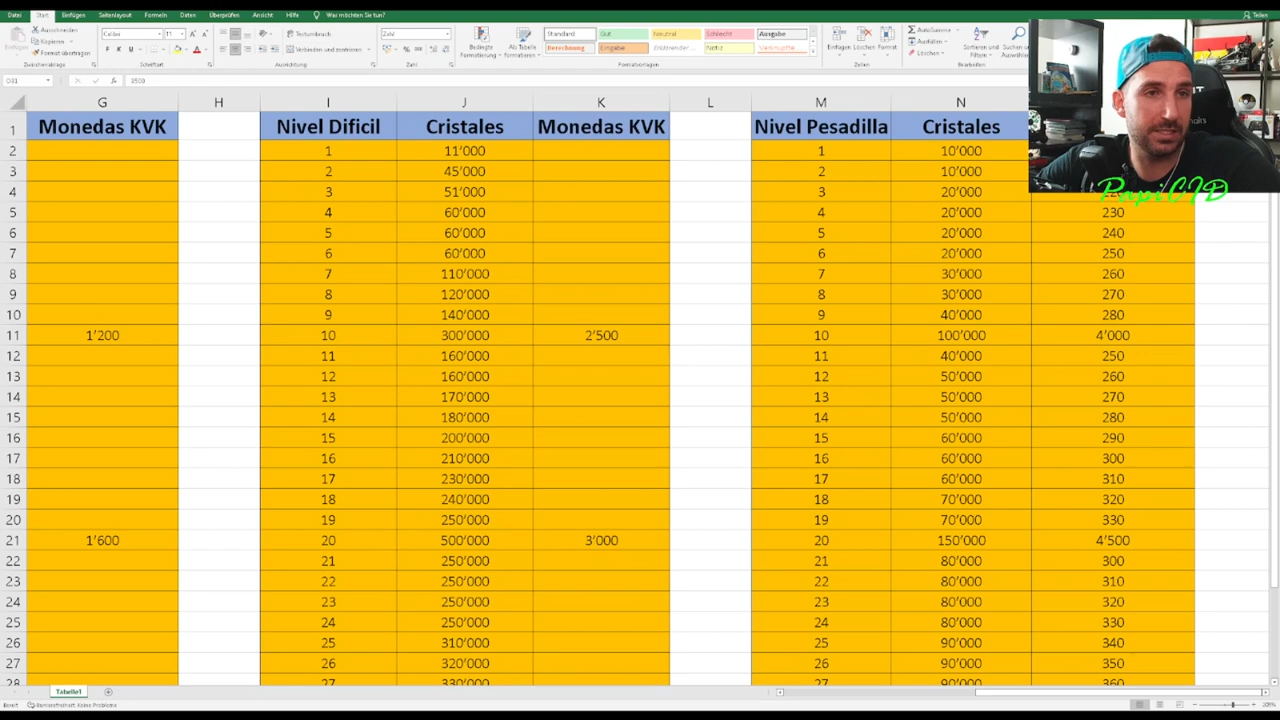 Datei Start Einfügen Seitenlayout Formeln Daten Überprüfen Ansicht Hilfe Was möchten Sie tun? Teilen
Ausschneiden
Kopieren
Format übertragen
Einfügen
Zwischenablage
Calibri 11
F K U
Schriftart
Textumbruch
Verbinden und zentrieren
Ausrichtung
Zahl
Zahl
Bedingte Formatierung
Als Tabelle formatieren
Standard Gut Neutral Schlecht Ausgabe
Berechnung Eingabe Notiz
Formatvorlagen
Einfügen Löschen Format
Zellen
AutoSumme
Ausfüllen
Löschen
Sortieren und Filtern
Suchen und
Bearbeiten
O31 3500
G H I J K L M N
1 Monedas KVK Nivel Dificil Cristales Monedas KVK Nivel Pesadilla Cristales
2 1 11'000 1 10'000
3 2 45'000 2 10'000
4 3 51'000 3 20'000
5 4 60'000 4 20'000 230
6 5 60'000 5 20'000 240
7 6 60'000 6 20'000 250
8 7 110'000 7 30'000 260
9 8 120'000 8 30'000 270
10 9 140'000 9 40'000 280
11 1'200 10 300'000 2'500 10 100'000 4'000
12 11 160'000 11 40'000 250
13 12 160'000 12 50'000 260
14 13 170'000 13 50'000 270
15 14 180'000 14 50'000 280
16 15 200'000 15 60'000 290
17 16 210'000 16 60'000 300
18 17 230'000 17 60'000 310
19 18 240'000 18 70'000 320
20 19 250'000 19 70'000 330
21 1'600 20 500'000 3'000 20 150'000 4'500
22 21 250'000 21 80'000 300
23 22 250'000 22 80'000 310
24 23 250'000 23 80'000 320
25 24 250'000 24 80'000 330
26 25 310'000 25 90'000 340
27 26 320'000 26 90'000 350
28 27 330'000 27 90'000 360
PapiCID
Tabelle1
Bereit Barrierefreiheit: Keine Probleme